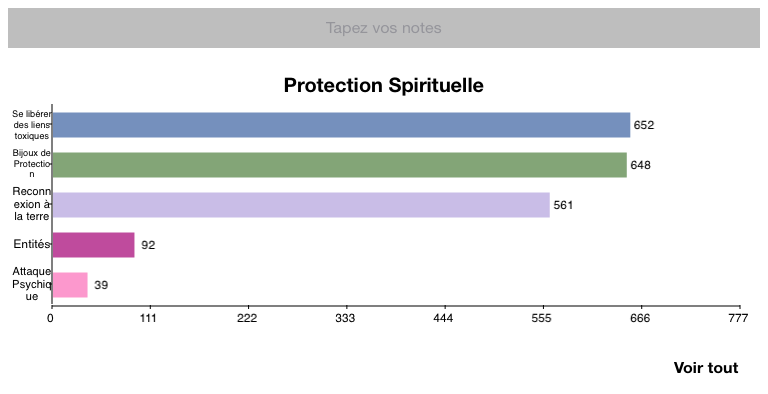 Tapez vos notes
Protection Spirituelle
Se libérer
des liens
toxiques
652
Bijoux de
Protectio
n
648
Reconn
exion à
la terre
561
Entités
92
Attaque
Psychiq
ue
39
0 111 222 333 444 555 666 777
Voir tout